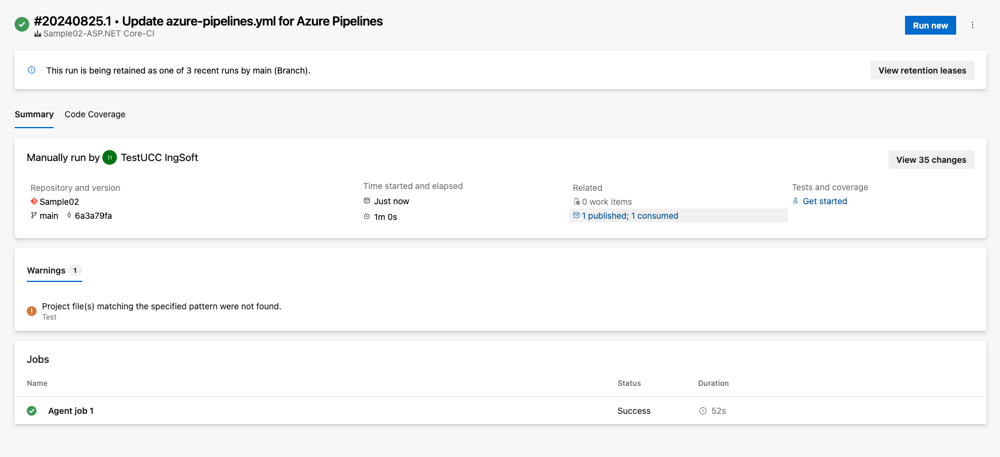 #20240825.1 • Update azure-pipelines.yml for Azure Pipelines
Sample02-ASP.NET Core-CI
Run new
This run is being retained as one of 3 recent runs by main (Branch).
View retention leases
Summary
Code Coverage
Manually run by TI TestUCC IngSoft
View 35 changes
Repository and version
Sample02
main 6a3a79fa
Time started and elapsed
Just now
1m 0s
Related
0 work items
1 published; 1 consumed
Tests and coverage
Get started
Warnings 1
Project file(s) matching the specified pattern were not found.
Test
Jobs
Name Status Duration
Agent job 1 Success 52s